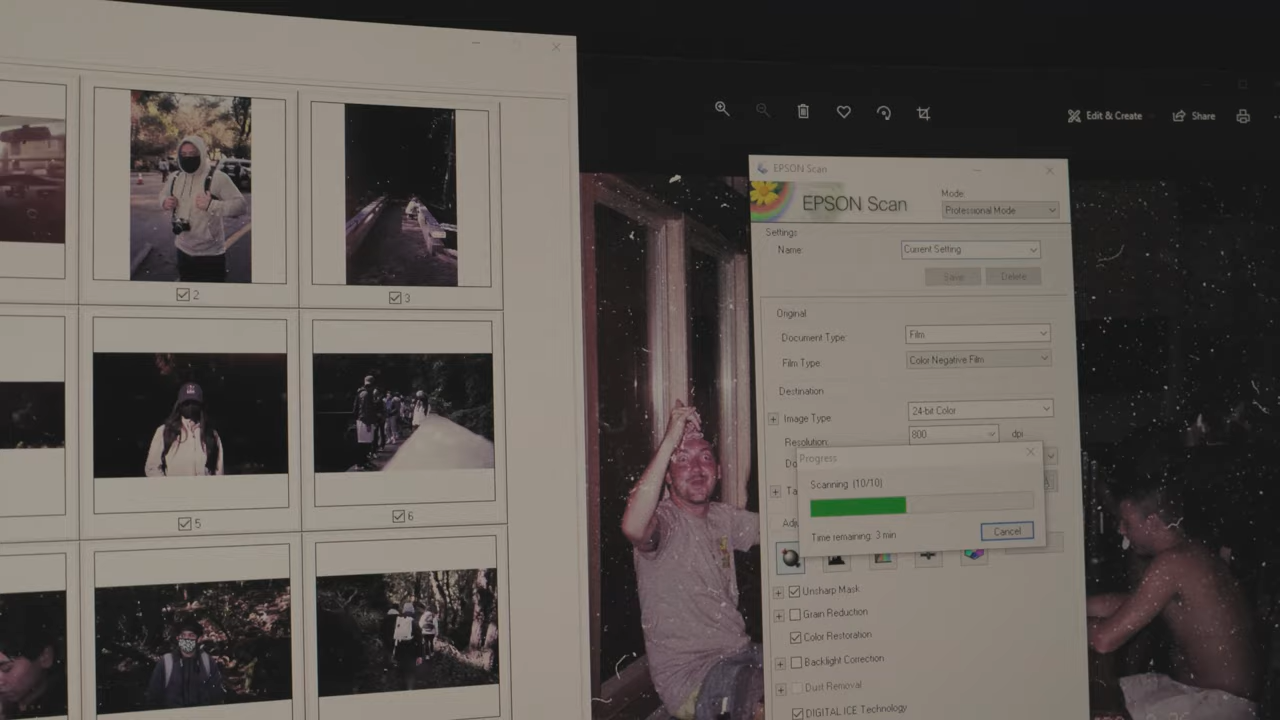 2
3
5
6
Edit & Create
Share
EPSON Scan
EPSON Scan
Mode:
Professional Mode
Settings
Name:
Current Setting
Save
Delete
Original
Document Type:
Film
Film Type:
Color Negative Film
Destination
Image Type
24-bit Color
Resolution:
800
dpi
Progress
Scanning (10/10)
Time remaining: 3 min
Cancel
Unsharp Mask
Grain Reduction
Color Restoration
Backlight Correction
Dust Removal
DIGITAL ICE Technology